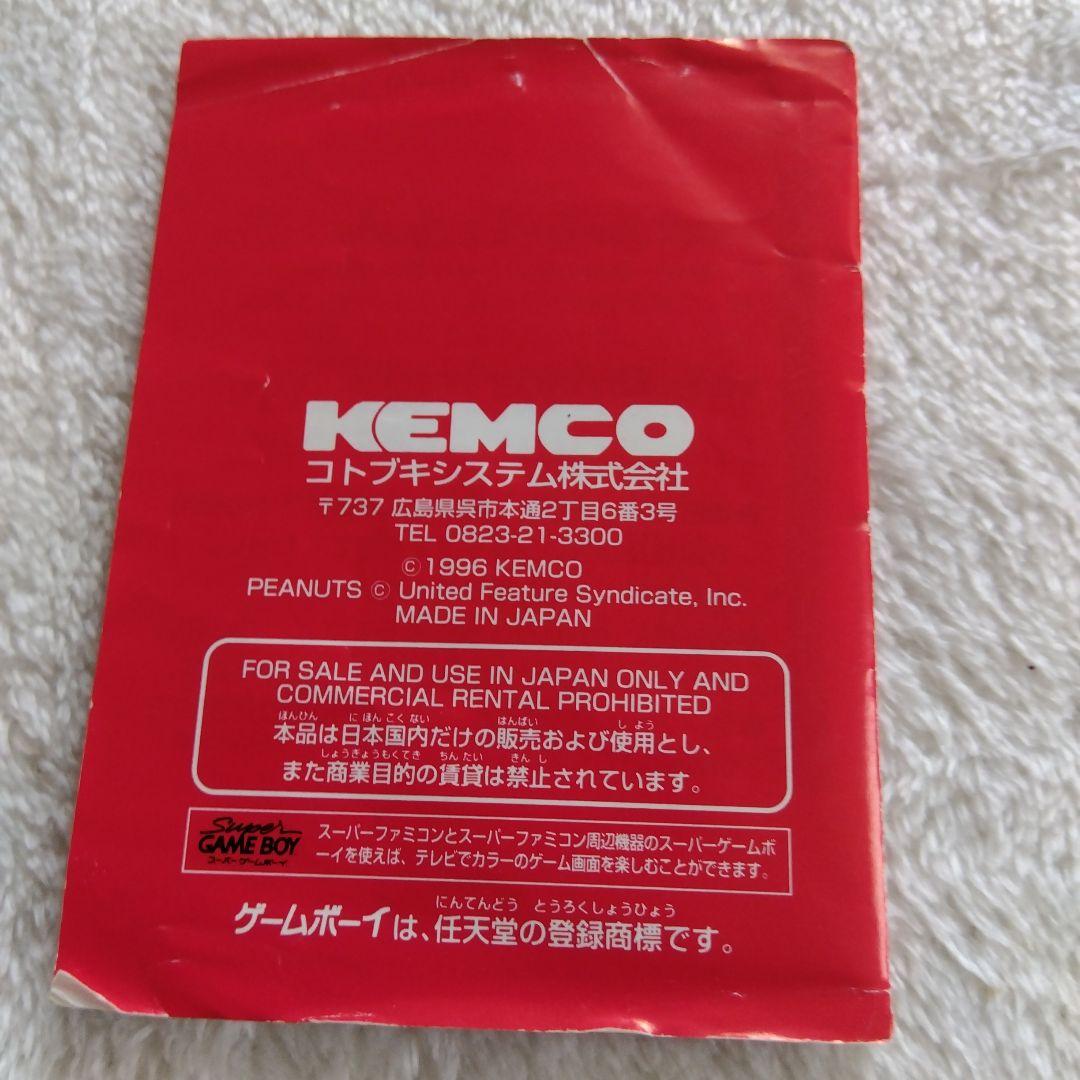 KEMCO
コトブキシステム株式会社
〒737 広島県呉市本通2丁目6番3号
TEL 0823-21-3300
©1996 KEMCO
PEANUTS © United Feature Syndicate, Inc.
MADE IN JAPAN
FOR SALE AND USE IN JAPAN ONLY AND
COMMERCIAL RENTAL PROHIBITED
ほんひん にほんこくない はんばい しよう
本品は日本国内だけの販売および使用とし、
しょうぎょうもくてき ちんたい きんし
また商業目的の賃貸は禁止されています。
Super
GAME BOY
スーパーゲームボーイ
スーパーファミコンとスーパーファミコン周辺機器のスーパーゲームボ
ーイを使えば、テレビでカラーのゲーム画面を楽しむことができます。
にんてんどう とうろくしょうひょう
ゲームボーイは、任天堂の登録商標です。